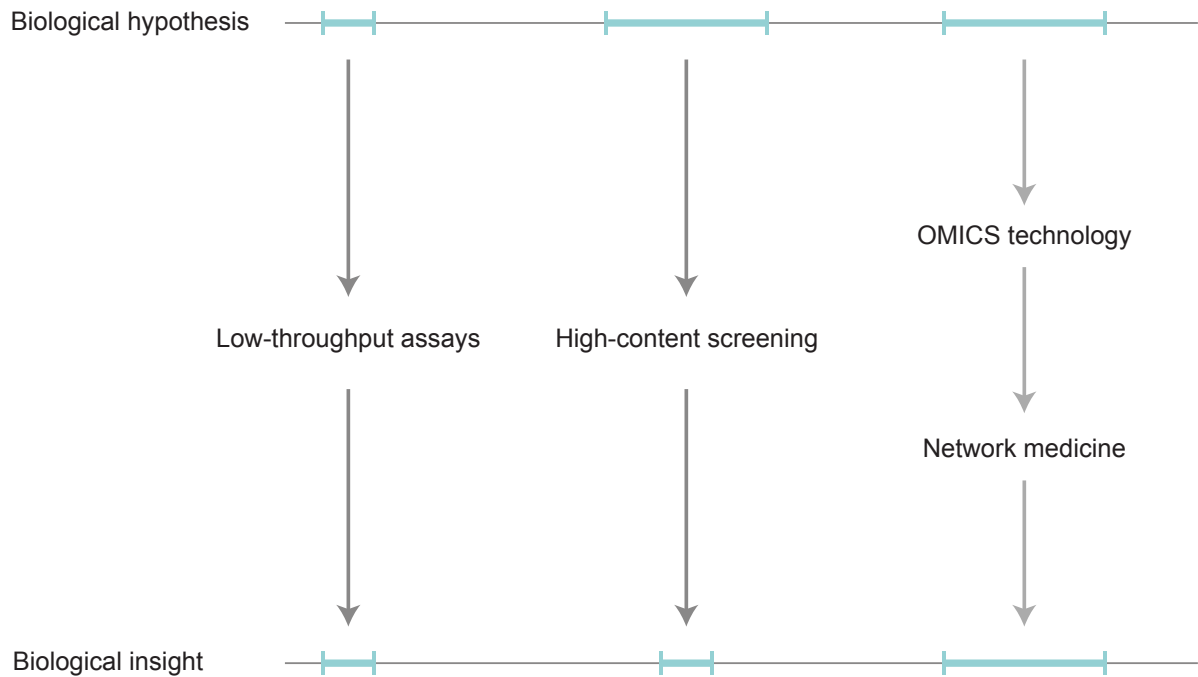 Biological hypothesis
OMICS technology
Low-throughput assays
High-content screening
Network medicine
Biological insight